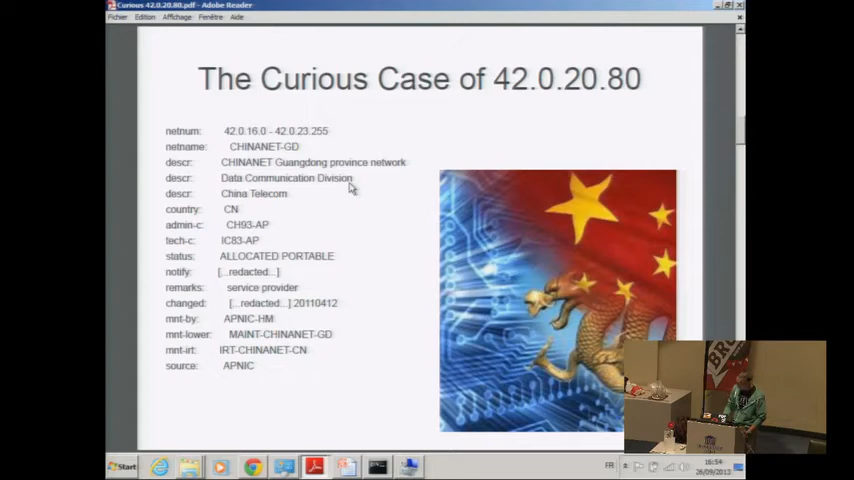 Curious 42.0.20.80.pdf - Adobe Reader
Fichier Edition Affichage Fenêtre Aide
The Curious Case of 42.0.20.80
netnum: 42.0.16.0 - 42.0.23.255
netname: CHINANET-GD
descr: CHINANET Guangdong province network
descr: Data Communication Division
descr: China Telecom
country: CN
admin-c: CH93-AP
tech-c: IC83-AP
status: ALLOCATED PORTABLE
notify: [...redacted...]
remarks: service provider
changed: [...redacted...] 20110412
mnt-by: APNIC-HM
mnt-lower: MAINT-CHINANET-GD
mnt-irt: IRT-CHINANET-CN
source: APNIC
Start
FR
16:54
26/09/2013